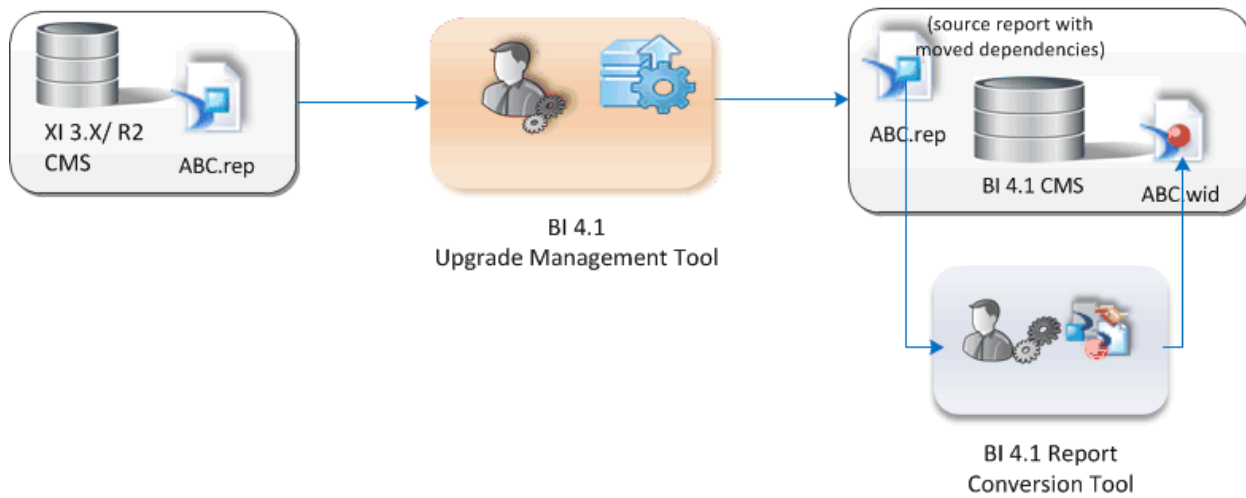 XI 3.X/ R2
CMS
ABC.rep
BI 4.1
Upgrade Management Tool
(source report with
moved dependencies)
ABC.rep
BI 4.1 CMS
ABC.wid
BI 4.1 Report
Conversion Tool